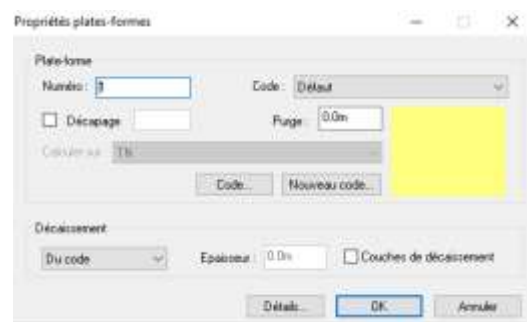 Propriétés plates-formes
Plate-forme
Numéro : 1 Code : Défaut
Décapage Purge : 0.0m
Calculer sur : TN
Code... Nouveau code...
Décaissement
Du code Epaisseur : 0.0m Couches de décaissement
Détails... OK Annuler